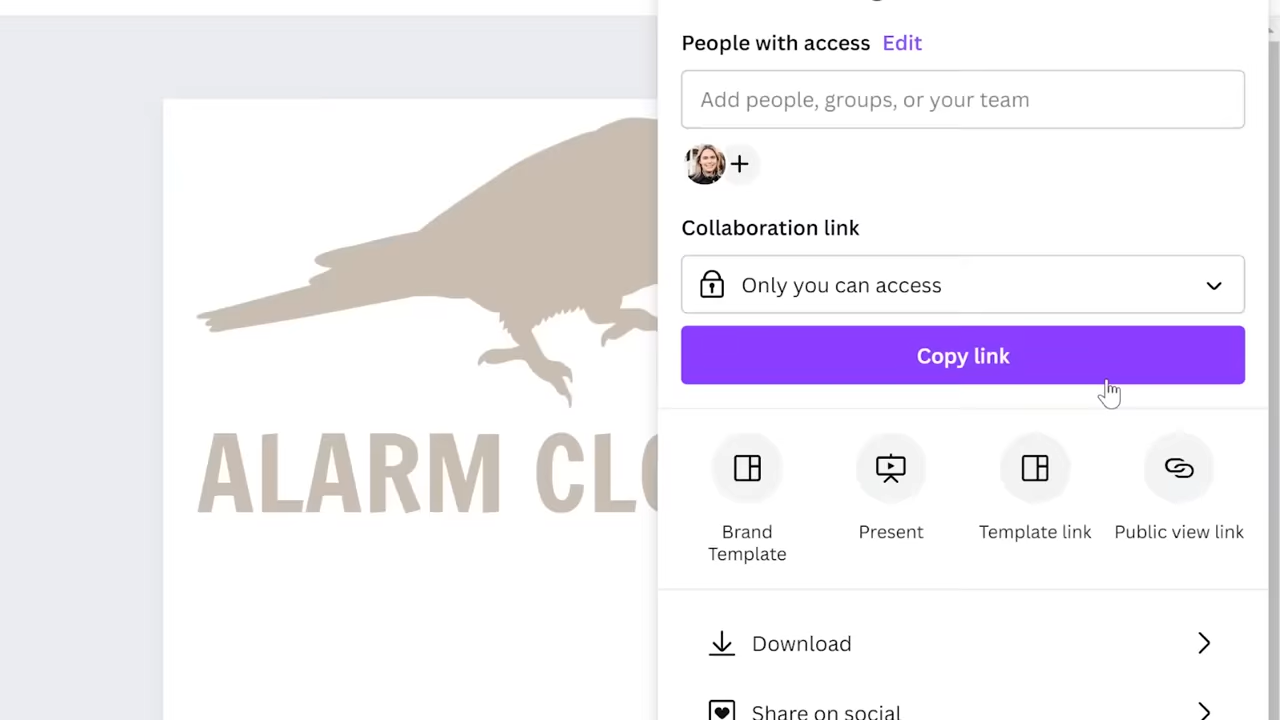 People with access Edit
Add people, groups, or your team
Collaboration link
Only you can access
Copy link
ALARM CLO
Brand
Template
Present
Template link
Public view link
Download
Share on social